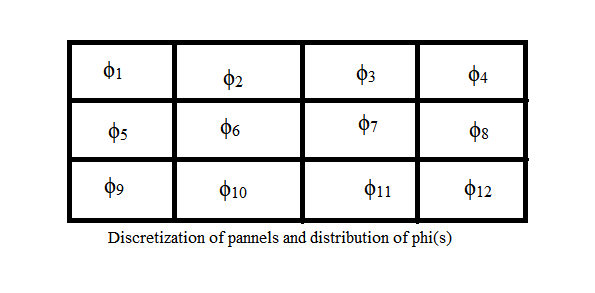 ϕ1 ϕ2 ϕ3 ϕ4
ϕ5 ϕ6 ϕ7 ϕ8
ϕ9 ϕ10 ϕ11 ϕ12
Discretization of pannels and distribution of phi(s)